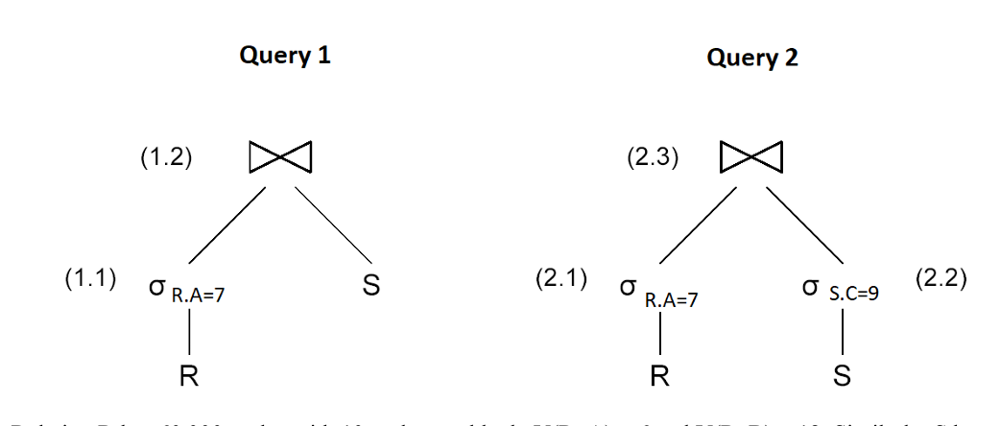 Query 1 Query 2
(1.2) (2.3)
(1.1) σ R.A=7 S (2.1) σ R.A=7 σ S.C=9 (2.2)
R R S